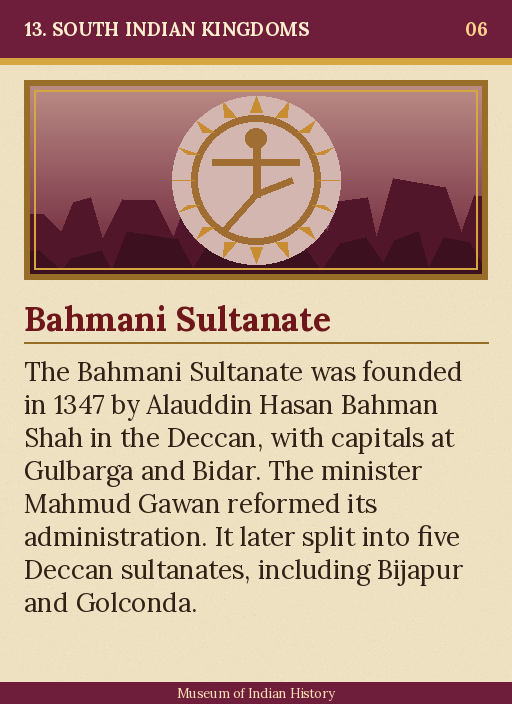 13. SOUTH INDIAN KINGDOMS 06
Bahmani Sultanate
The Bahmani Sultanate was founded
in 1347 by Alauddin Hasan Bahman
Shah in the Deccan, with capitals at
Gulbarga and Bidar. The minister
Mahmud Gawan reformed its
administration. It later split into five
Deccan sultanates, including Bijapur
and Golconda.
Museum of Indian History